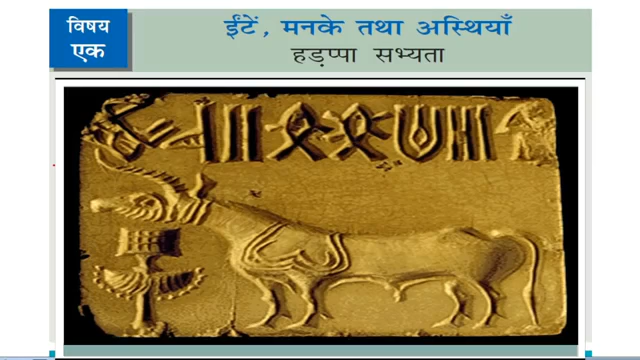 विषय
एक
ईंटें, मनके तथा अस्थियाँ
हड़प्पा सभ्यता